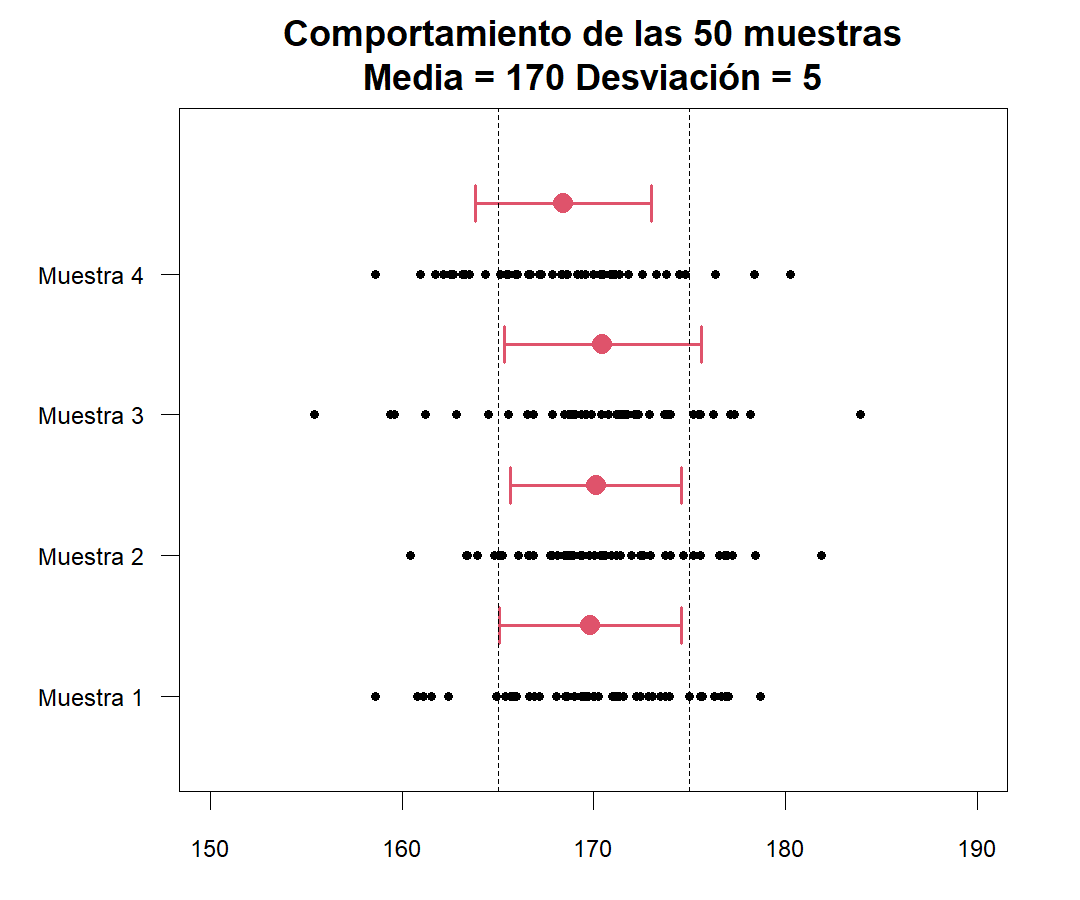 Comportamiento de las 50 muestras
Media = 170 Desviación = 5
Muestra 4
Muestra 3
Muestra 2
Muestra 1
150 160 170 180 190